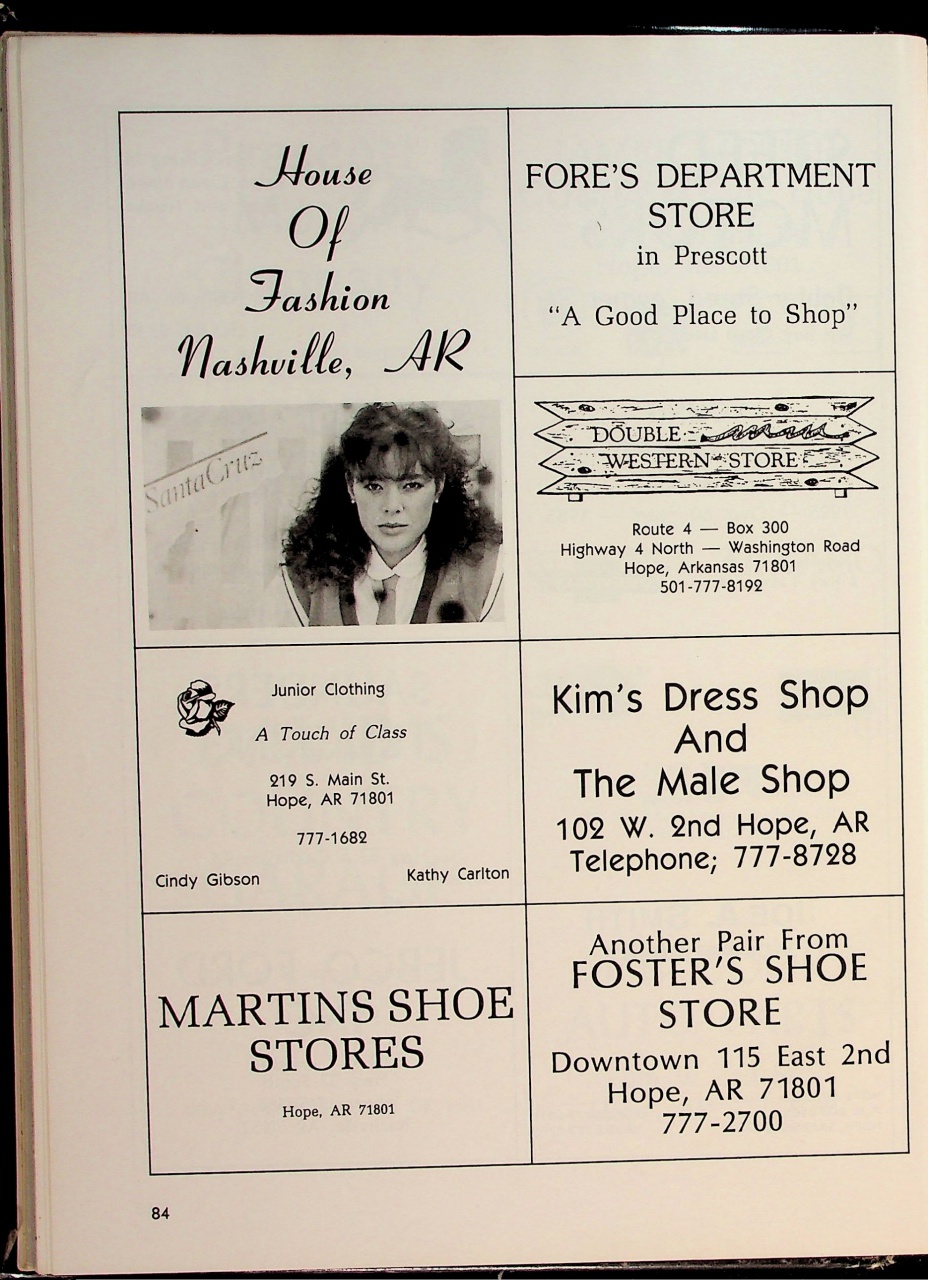 House
Of
Fashion
Nashville, AR
SantaCruz
FORE'S DEPARTMENT
STORE
in Prescott
“A Good Place to Shop”
DOUBLE
WESTERN STORE
Route 4 — Box 300
Highway 4 North — Washington Road
Hope, Arkansas 71801
501-777-8192
Junior Clothing
A Touch of Class
219 S. Main St.
Hope, AR 71801
777-1682
Cindy Gibson
Kathy Carlton
Kim's Dress Shop
And
The Male Shop
102 W. 2nd Hope, AR
Telephone; 777-8728
MARTINS SHOE
STORES
Hope, AR 71801
Another Pair From
FOSTER'S SHOE
STORE
Downtown 115 East 2nd
Hope, AR 71801
777-2700
84